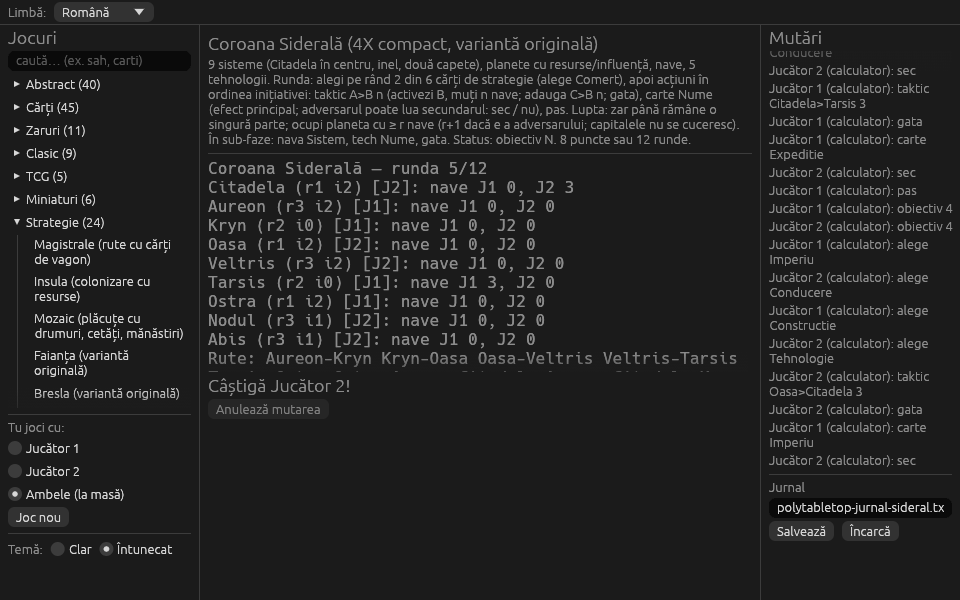 Limbă: Română
Jocuri
caută... (ex. sah, carti)
Abstract (40)
Cărți (45)
Zaruri (11)
Clasic (9)
TCG (5)
Miniaturi (6)
Strategie (24)
Magistrale (rute cu cărți
de vagon)
Insula (colonizare cu
resurse)
Mozaic (plăcuțe cu
drumuri, cetăți, mănăstiri)
Faianța (variantă
originală)
Bresla (variantă originală)
Tu joci cu:
Jucător 1
Jucător 2
Ambele (la masă)
Joc nou
Temă: Clar Întunecat
Coroana Siderală (4X compact, variantă originală)
9 sisteme (Citadela în centru, inel, două capete), planete cu resurse/influență, nave, 5
tehnologii. Runda: alegi pe rând 2 din 6 cărți de strategie (alege Comert), apoi acțiuni în
ordinea inițiativei: taktic A>B n (activezi B, muți n nave; adauga C>B n; gata), carte Nume
(efect principal; adversarul poate lua secundarul: sec / nu), pas. Lupta: zar până rămâne o
singură parte; ocupi planeta cu ≥ r nave (r+1 dacă e a adversarului; capitalele nu se cuceresc).
În sub-faze: nava Sistem, tech Nume, gata. Status: obiectiv N. 8 puncte sau 12 runde.
Coroana Siderală — runda 5/12
Citadela (r1 i2) [J2]: nave J1 0, J2 3
Aureon (r3 i2) [J1]: nave J1 0, J2 0
Kryn (r2 i0) [J1]: nave J1 0, J2 0
Oasa (r1 i2) [J2]: nave J1 0, J2 0
Veltris (r3 i2) [J2]: nave J1 0, J2 0
Tarsis (r2 i0) [J1]: nave J1 3, J2 0
Ostra (r1 i2) [J1]: nave J1 0, J2 0
Nodul (r3 i1) [J2]: nave J1 0, J2 0
Abis (r3 i1) [J2]: nave J1 0, J2 0
Rute: Aureon-Kryn Kryn-Oasa Oasa-Veltris Veltris-Tarsis
Câștigă Jucător 2!
Anulează mutarea
Mutări
Conducere
Jucător 2 (calculator): sec
Jucător 1 (calculator): taktic
Citadela>Tarsis 3
Jucător 1 (calculator): gata
Jucător 1 (calculator): carte
Expeditie
Jucător 2 (calculator): sec
Jucător 1 (calculator): pas
Jucător 1 (calculator): obiectiv 4
Jucător 2 (calculator): obiectiv 4
Jucător 1 (calculator): alege
Imperiu
Jucător 2 (calculator): alege
Conducere
Jucător 1 (calculator): alege
Constructie
Jucător 2 (calculator): alege
Tehnologie
Jucător 2 (calculator): taktic
Oasa>Citadela 3
Jucător 2 (calculator): gata
Jucător 1 (calculator): carte
Imperiu
Jucător 2 (calculator): sec
Jurnal
polytabletop-jurnal-sideral.tx
Salvează Încarcă